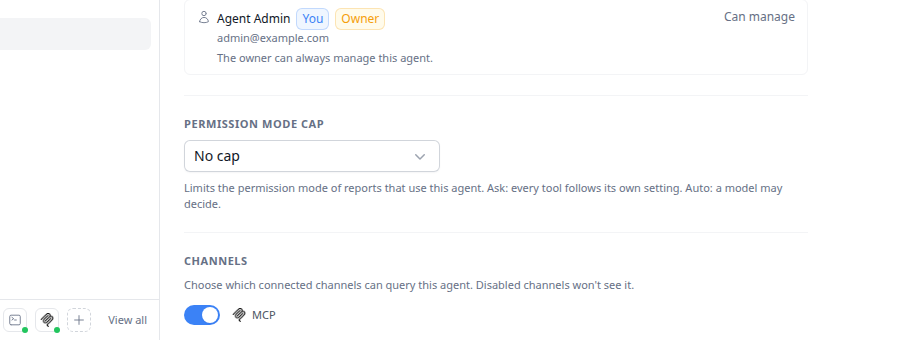 Agent Admin You Owner Can manage
admin@example.com
The owner can always manage this agent.
PERMISSION MODE CAP
No cap
Limits the permission mode of reports that use this agent. Ask: every tool follows its own setting. Auto: a model may
decide.
CHANNELS
Choose which connected channels can query this agent. Disabled channels won't see it.
MCP
View all